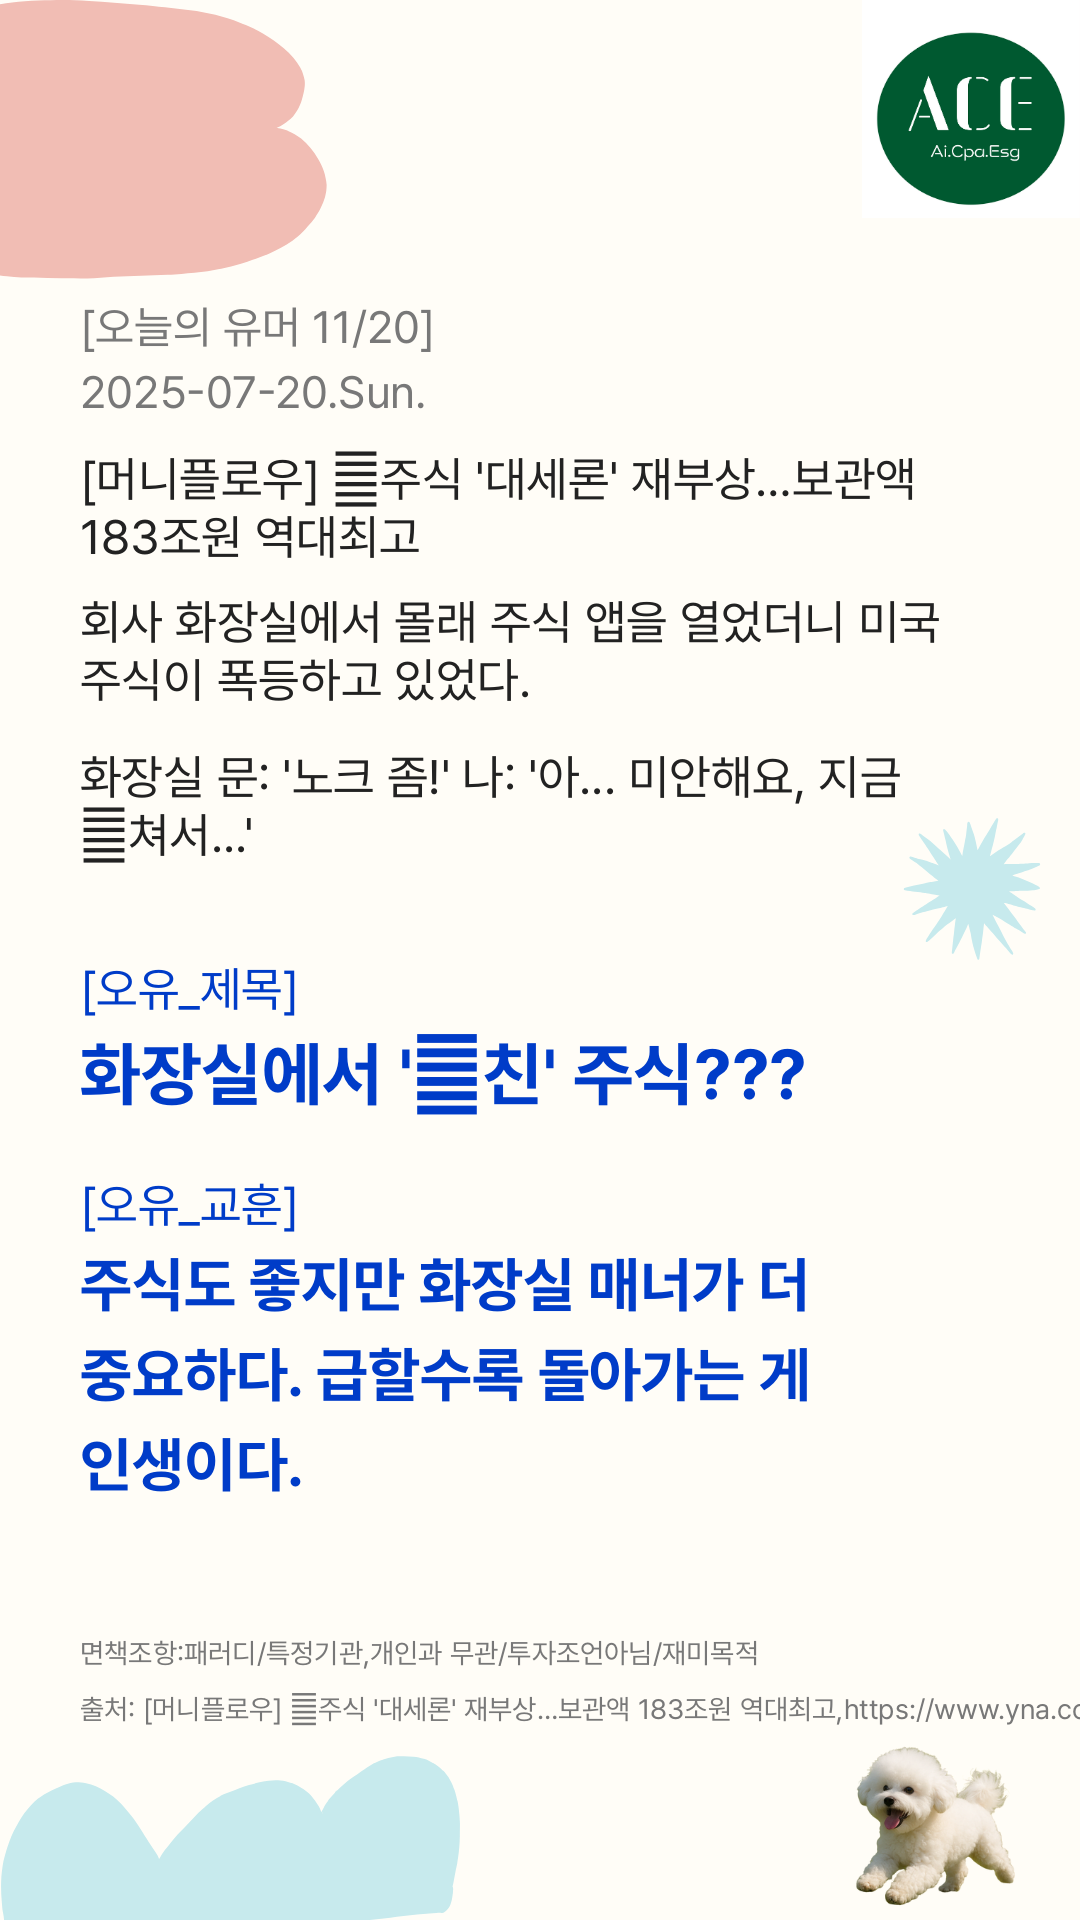 ACE
Ai.Cpa.Esg
[오늘의 유머 11/20]
2025-07-20.Sun.
[머니플로우] 주식 '대세론' 재부상…보관액
183조원 역대최고
회사 화장실에서 몰래 주식 앱을 열었더니 미국
주식이 폭등하고 있었다.
화장실 문: '노크 좀!' 나: '아... 미안해요, 지금
쳐서...'
[오유_제목]
화장실에서 '친' 주식???
[오유_교훈]
주식도 좋지만 화장실 매너가 더
중요하다. 급할수록 돌아가는 게
인생이다.
면책조항:패러디/특정기관,개인과 무관/투자조언아님/재미목적
출처: [머니플로우] 주식 '대세론' 재부상…보관액 183조원 역대최고,https://www.yna.co